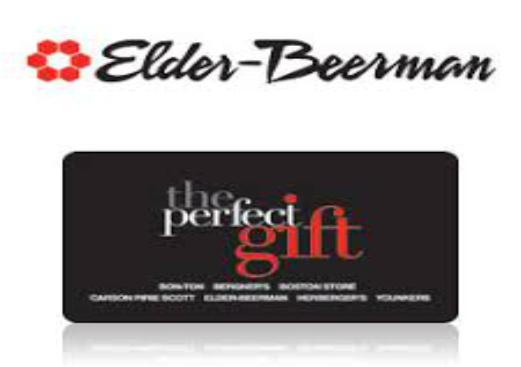 Elder-Beerman
the
perfect
gift
BON-TON BERGNER'S BOSTON STORE
CARSON PIRIE SCOTT ELDER-BEERMAN HERBERGER'S YOUNKERS